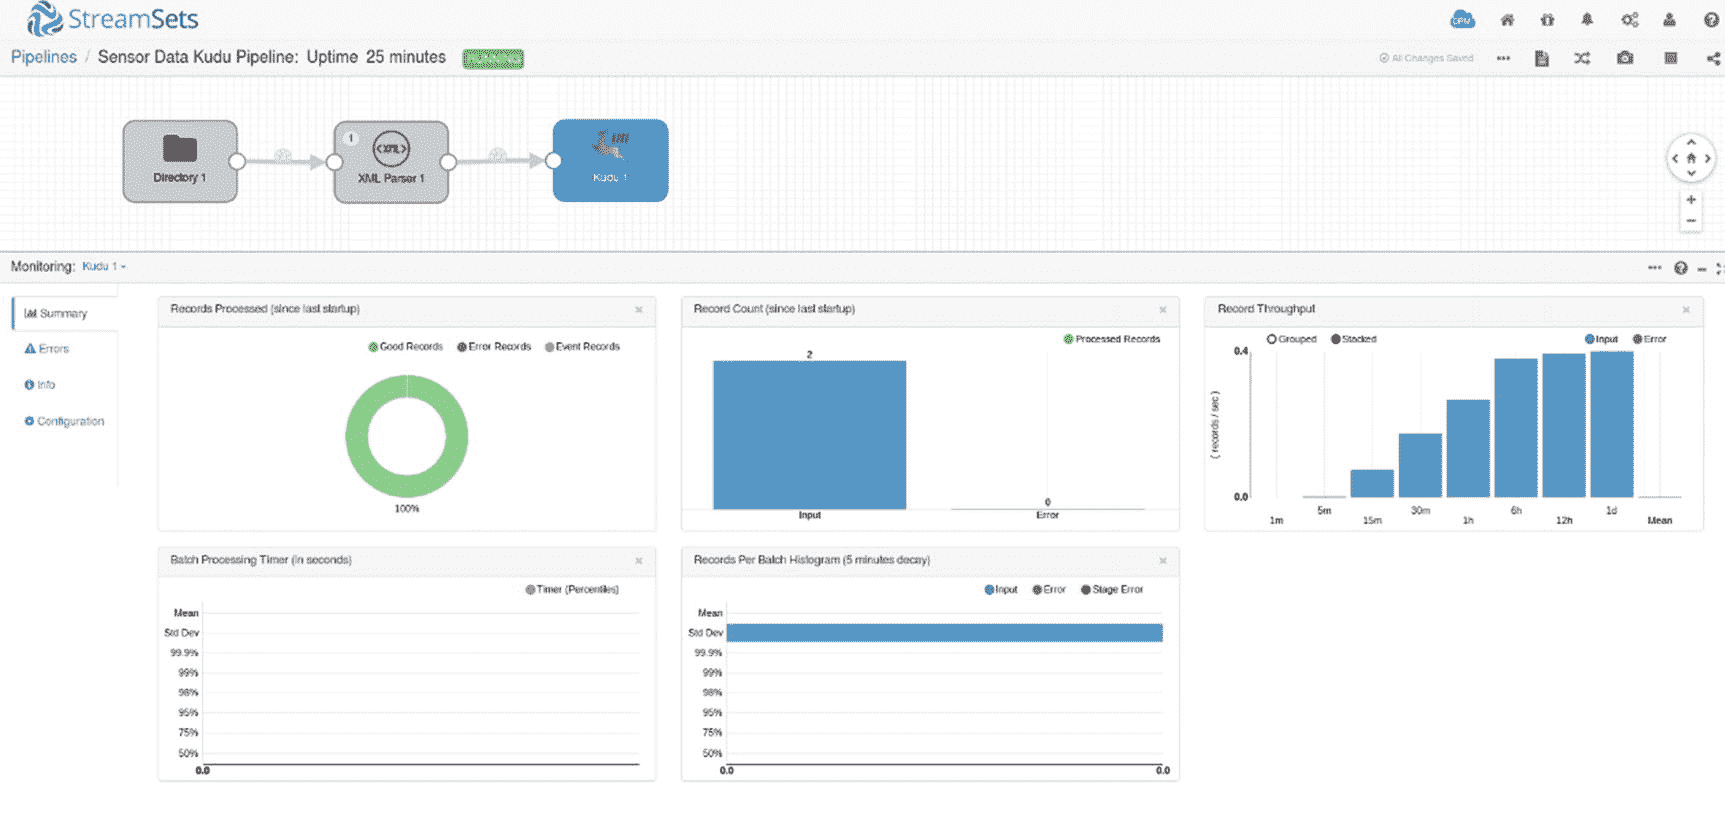 StreamSets
DPM
Pipelines / Sensor Data Kudu Pipeline: Uptime 25 minutes
All Changes Saved
1
<XML>
Directory 1
XML Parser 1
Kudu 1
Monitoring: Kudu 1
Summary
Errors
Info
Configuration
Records Processed (since last startup)
Good Records Error Records Event Records
100%
Record Count (since last startup)
Processed Records
2
0
Input Error
Record Throughput
Grouped Stacked Input Error
0.4
( records / sec )
0.0
1m 5m 15m 30m 1h 6h 12h 1d Mean
Batch Processing Timer (in seconds)
Timer (Percentiles)
Mean
Std Dev
99.9%
99%
98%
95%
75%
50%
0.0
Records Per Batch Histogram (5 minutes decay)
Input Error Stage Error
Mean
Std Dev
99.9%
99%
98%
95%
75%
50%
0.0 0.0